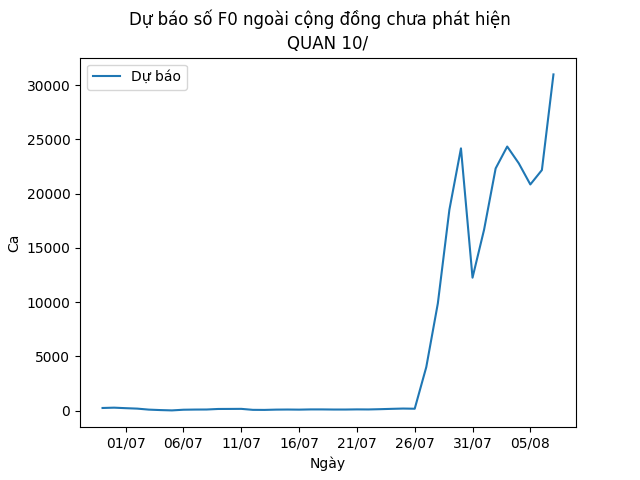 Dự báo số F0 ngoài cộng đồng chưa phát hiện
QUAN 10/
Dự báo
30000
25000
20000
15000
10000
5000
0
Ca
01/07 06/07 11/07 16/07 21/07 26/07 31/07 05/08
Ngày